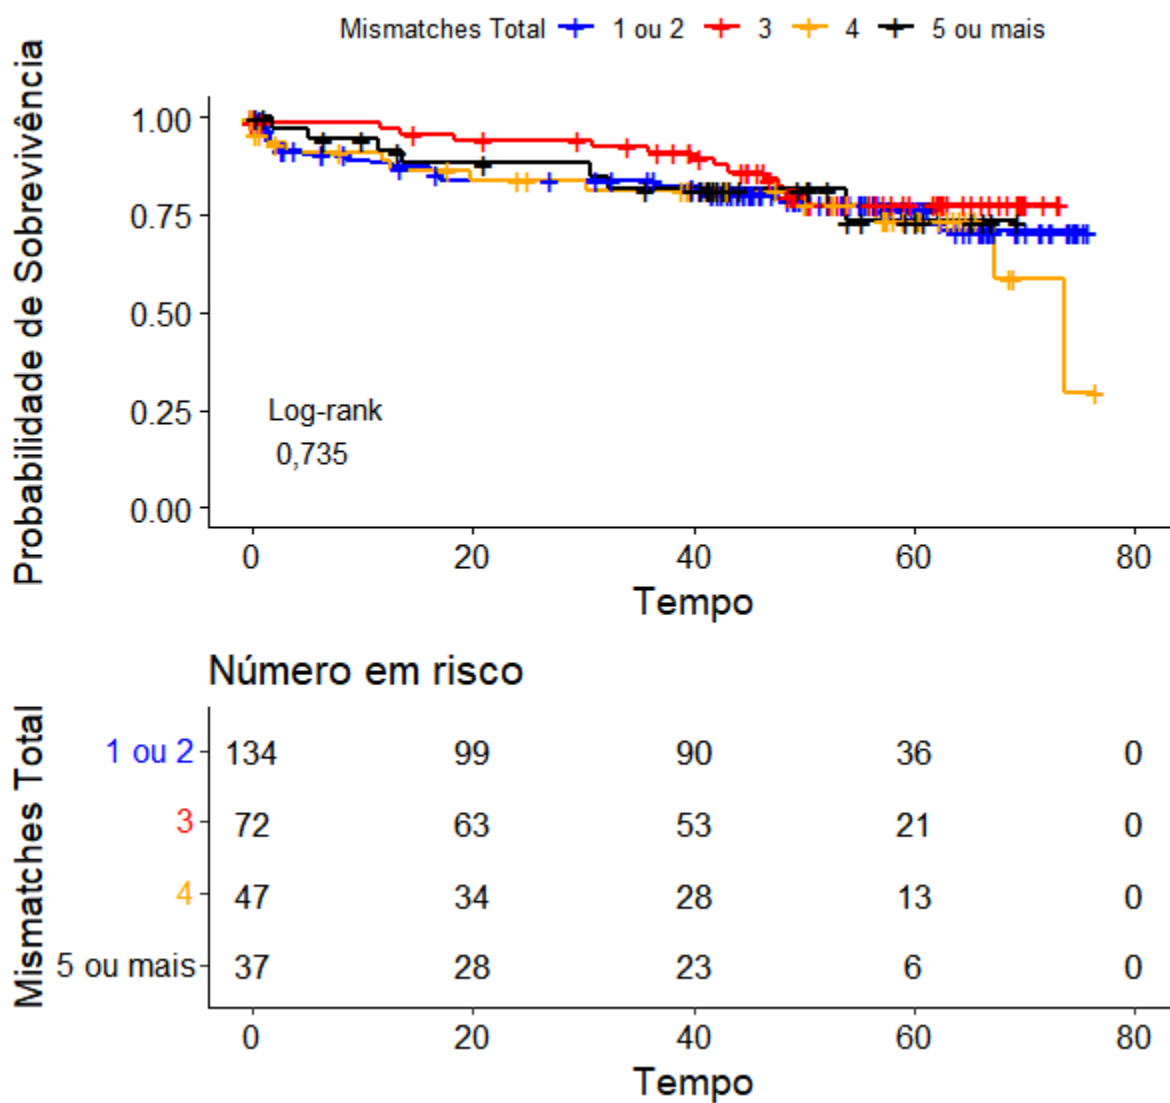 Mismatches Total 1 ou 2 3 4 5 ou mais
Probabilidade de Sobrevivência
1.00
0.75
0.50
0.25
0.00
Log-rank
0,735
0 20 40 60 80
Tempo
Número em risco
Mismatches Total
1 ou 2 134 99 90 36 0
3 72 63 53 21 0
4 47 34 28 13 0
5 ou mais 37 28 23 6 0
0 20 40 60 80
Tempo